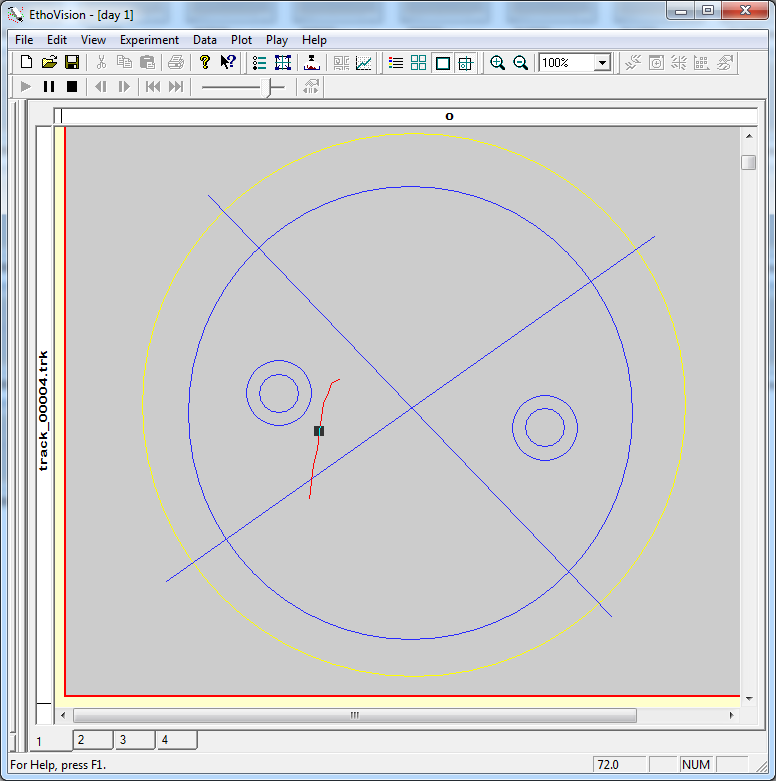 EthoVision - [day 1]
File Edit View Experiment Data Plot Play Help
100%
o
track_00004.trk
1 2 3 4
For Help, press F1. 72.0 NUM